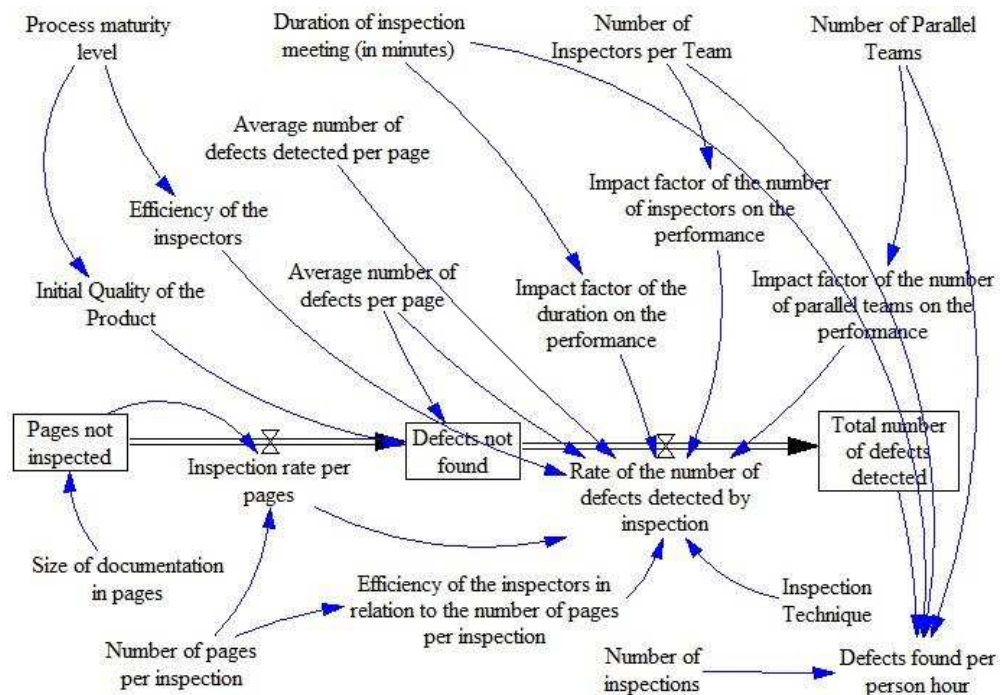 Process maturity
level
Duration of inspection
meeting (in minutes)
Number of
Inspectors per Team
Number of Parallel
Teams
Average number of
defects detected per page
Efficiency of the
inspectors
Impact factor of the number
of inspectors on the
performance
Initial Quality of the
Product
Average number of
defects per page
Impact factor of the
duration on the
performance
Impact factor of the number
of parallel teams on the
performance
Pages not
inspected
Inspection rate per
pages
Defects not
found
Rate of the number of
defects detected by
inspection
Total number
of defects
detected
Size of documentation
in pages
Number of pages
per inspection
Efficiency of the inspectors in
relation to the number of pages
per inspection
Inspection
Technique
Number of
inspections
Defects found per
person hour